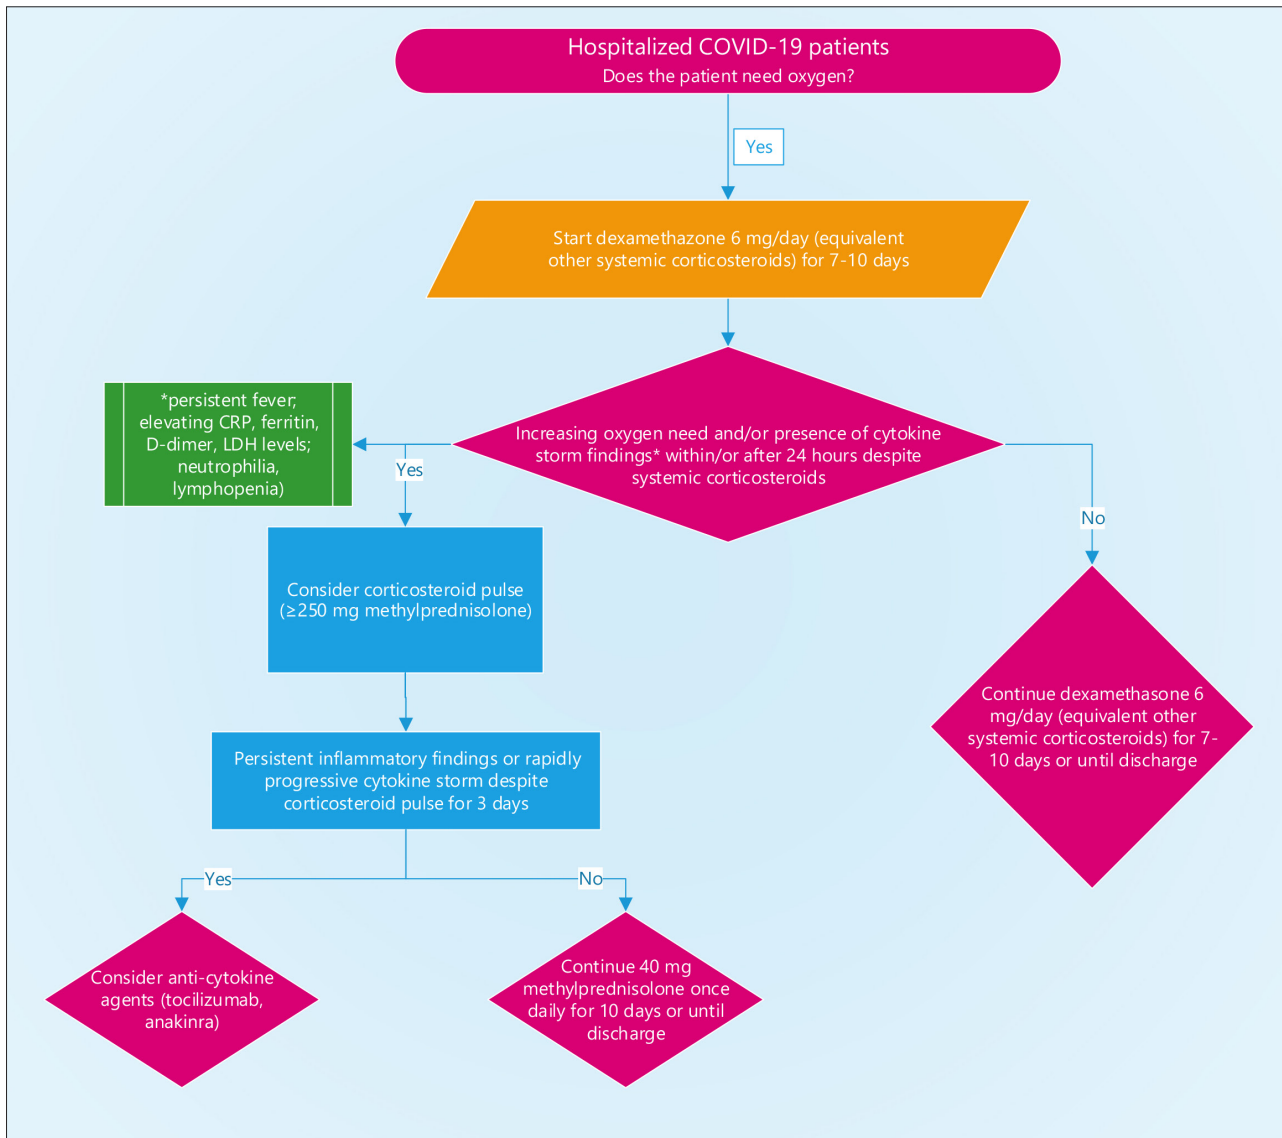 Hospitalized COVID-19 patients
Does the patient need oxygen?
Yes
Start dexamethazone 6 mg/day (equivalent
other systemic corticosteroids) for 7-10 days
*persistent fever;
elevating CRP, ferritin,
D-dimer, LDH levels;
neutrophilia,
lymphopenia)
Increasing oxygen need and/or presence of cytokine
storm findings* within/or after 24 hours despite
systemic corticosteroids
Yes
No
Consider corticosteroid pulse
(≥250 mg methylprednisolone)
Continue dexamethasone 6
mg/day (equivalent other
systemic corticosteroids) for 7-
10 days or until discharge
Persistent inflammatory findings or rapidly
progressive cytokine storm despite
corticosteroid pulse for 3 days
Yes
No
Consider anti-cytokine
agents (tocilizumab,
anakinra)
Continue 40 mg
methylprednisolone once
daily for 10 days or until
discharge